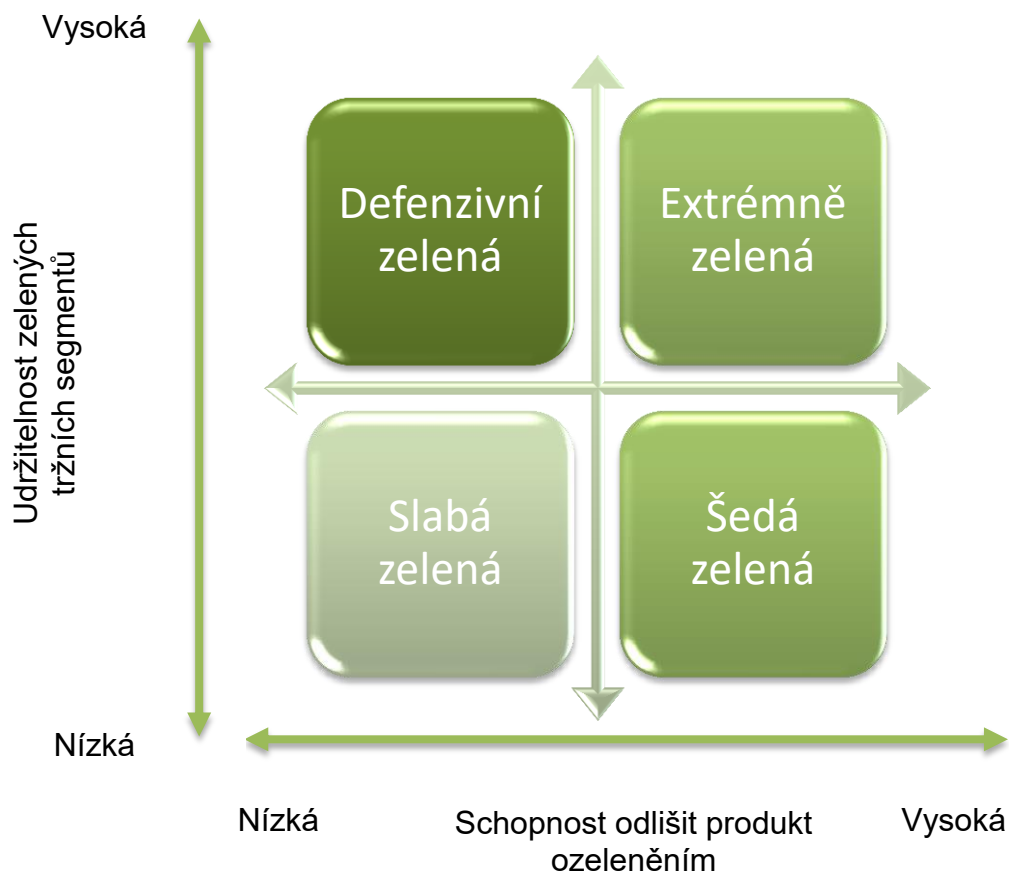 Vysoká
Udržitelnost zelených
tržních segmentů
Defenzivní
zelená
Extrémně
zelená
Slabá
zelená
Šedá
zelená
Nízká
Nízká
Schopnost odlišit produkt
ozeleněním
Vysoká